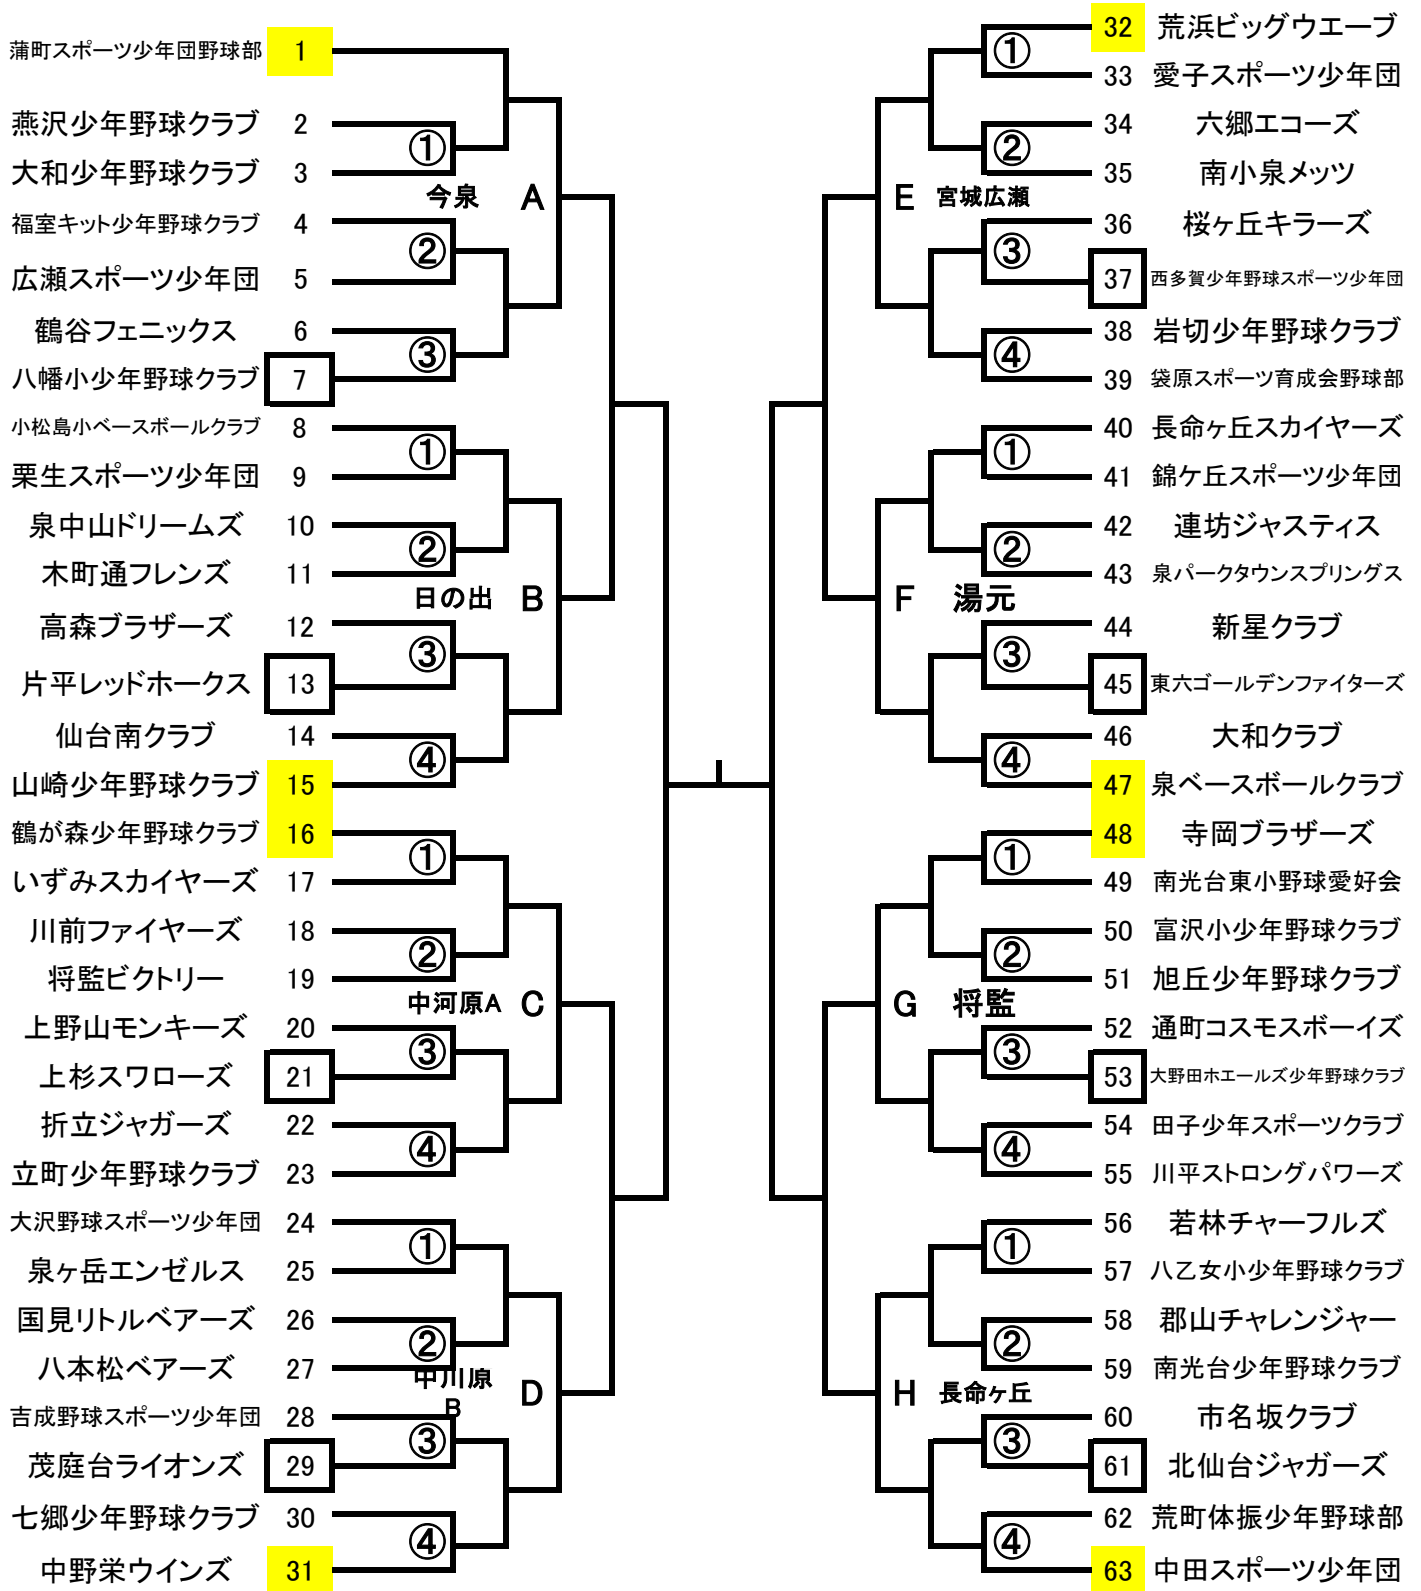 蒲町スポーツ少年団野球部 1
燕沢少年野球クラブ 2
①
大和少年野球クラブ 3
今泉 A
福室キット少年野球クラブ 4
②
広瀬スポーツ少年団 5
鶴谷フェニックス 6
③
八幡小少年野球クラブ 7
小松島小ベースボールクラブ 8
①
栗生スポーツ少年団 9
泉中山ドリームズ 10
②
木町通フレンズ 11
日の出 B
高森ブラザーズ 12
③
片平レッドホークス 13
仙台南クラブ 14
④
山崎少年野球クラブ 15
鶴が森少年野球クラブ 16
①
いずみスカイヤーズ 17
川前ファイヤーズ 18
②
将監ビクトリー 19
中河原A C
上野山モンキーズ 20
③
上杉スワローズ 21
折立ジャガーズ 22
④
立町少年野球クラブ 23
大沢野球スポーツ少年団 24
①
泉ヶ岳エンゼルス 25
国見リトルベアーズ 26
②
八本松ベアーズ 27
中川原
B
D
吉成野球スポーツ少年団 28
③
茂庭台ライオンズ 29
七郷少年野球クラブ 30
④
中野栄ウインズ 31
32 荒浜ビッグウエーブ
①
33 愛子スポーツ少年団
34 六郷エコーズ
②
35 南小泉メッツ
E 宮城広瀬
36 桜ヶ丘キラーズ
③
37 西多賀少年野球スポーツ少年団
38 岩切少年野球クラブ
④
39 袋原スポーツ育成会野球部
40 長命ヶ丘スカイヤーズ
①
41 錦ケ丘スポーツ少年団
42 連坊ジャスティス
②
43 泉パークタウンスプリングス
F 湯元
44 新星クラブ
③
45 東六ゴールデンファイターズ
46 大和クラブ
④
47 泉ベースボールクラブ
48 寺岡ブラザーズ
①
49 南光台東小野球愛好会
50 富沢小少年野球クラブ
②
51 旭丘少年野球クラブ
G 将監
52 通町コスモスボーイズ
③
53 大野田ホエールズ少年野球クラブ
54 田子少年スポーツクラブ
④
55 川平ストロングパワーズ
56 若林チャーフルズ
①
57 八乙女小少年野球クラブ
58 郡山チャレンジャー
②
59 南光台少年野球クラブ
H 長命ヶ丘
60 市名坂クラブ
③
61 北仙台ジャガーズ
62 荒町体振少年野球部
④
63 中田スポーツ少年団